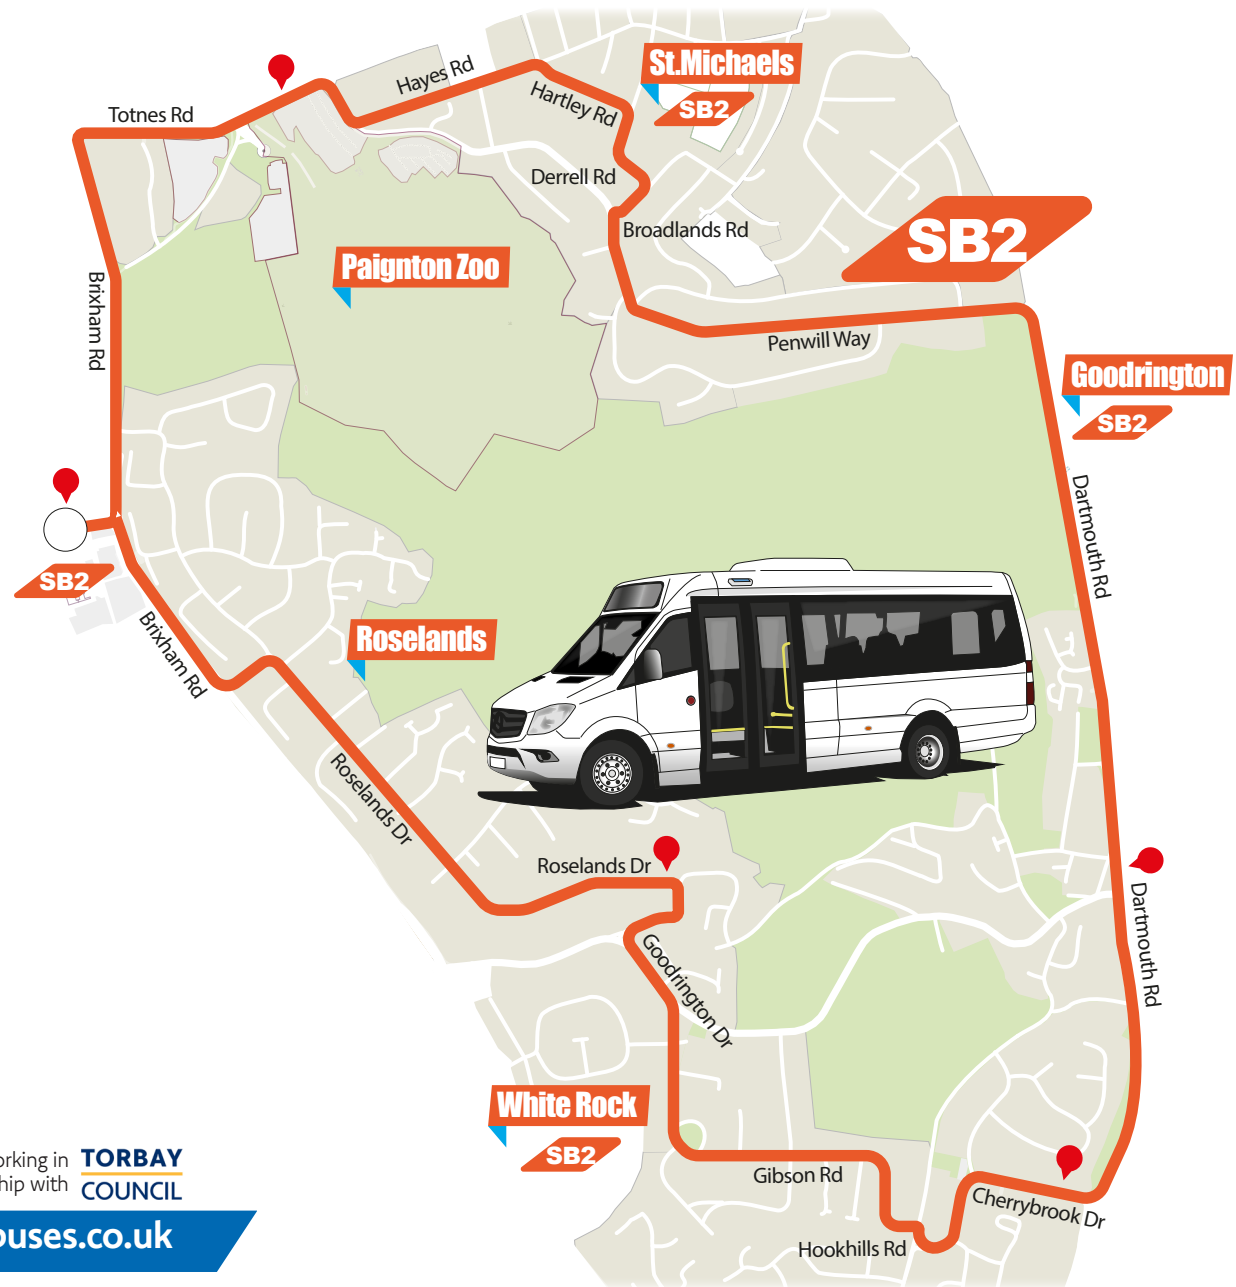 St.Michaels
SB2
Hayes Rd
Hartley Rd
Totnes Rd
Derrell Rd
Broadlands Rd
SB2
Paignton Zoo
Brixham Rd
Penwill Way
Goodrington
SB2
Dartmouth Rd
SB2
Brixham Rd
Roselands
Roselands Dr
Roselands Dr
Dartmouth Rd
Goodrington Dr
White Rock
SB2
Gibson Rd
Cherrybrook Dr
Hookhills Rd
orking in
hip with
TORBAY
COUNCIL
buses.co.uk